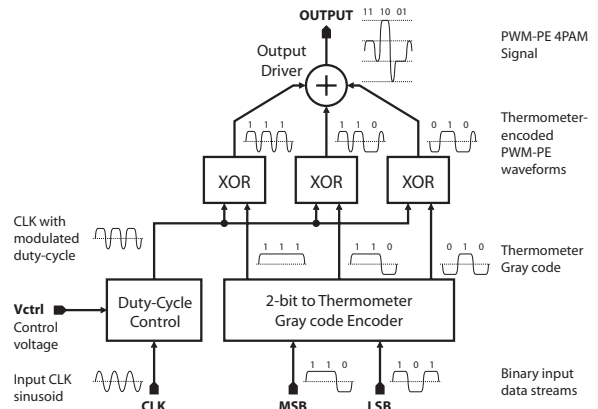 OUTPUT
11 10 01
PWM-PE 4PAM
Signal
Output
Driver
Thermometer-
encoded
PWM-PE
waveforms
1 1 1
1 1 0
0 1 0
XOR
XOR
XOR
CLK with
modulated
duty-cycle
1 1 1
1 1 0
0 1 0
Thermometer
Gray code
Vctrl
Control
voltage
Duty-Cycle
Control
2-bit to Thermometer
Gray code Encoder
Input CLK
sinusoid
1 1 0
1 0 1
Binary input
data streams
CLK
MSB
LSB